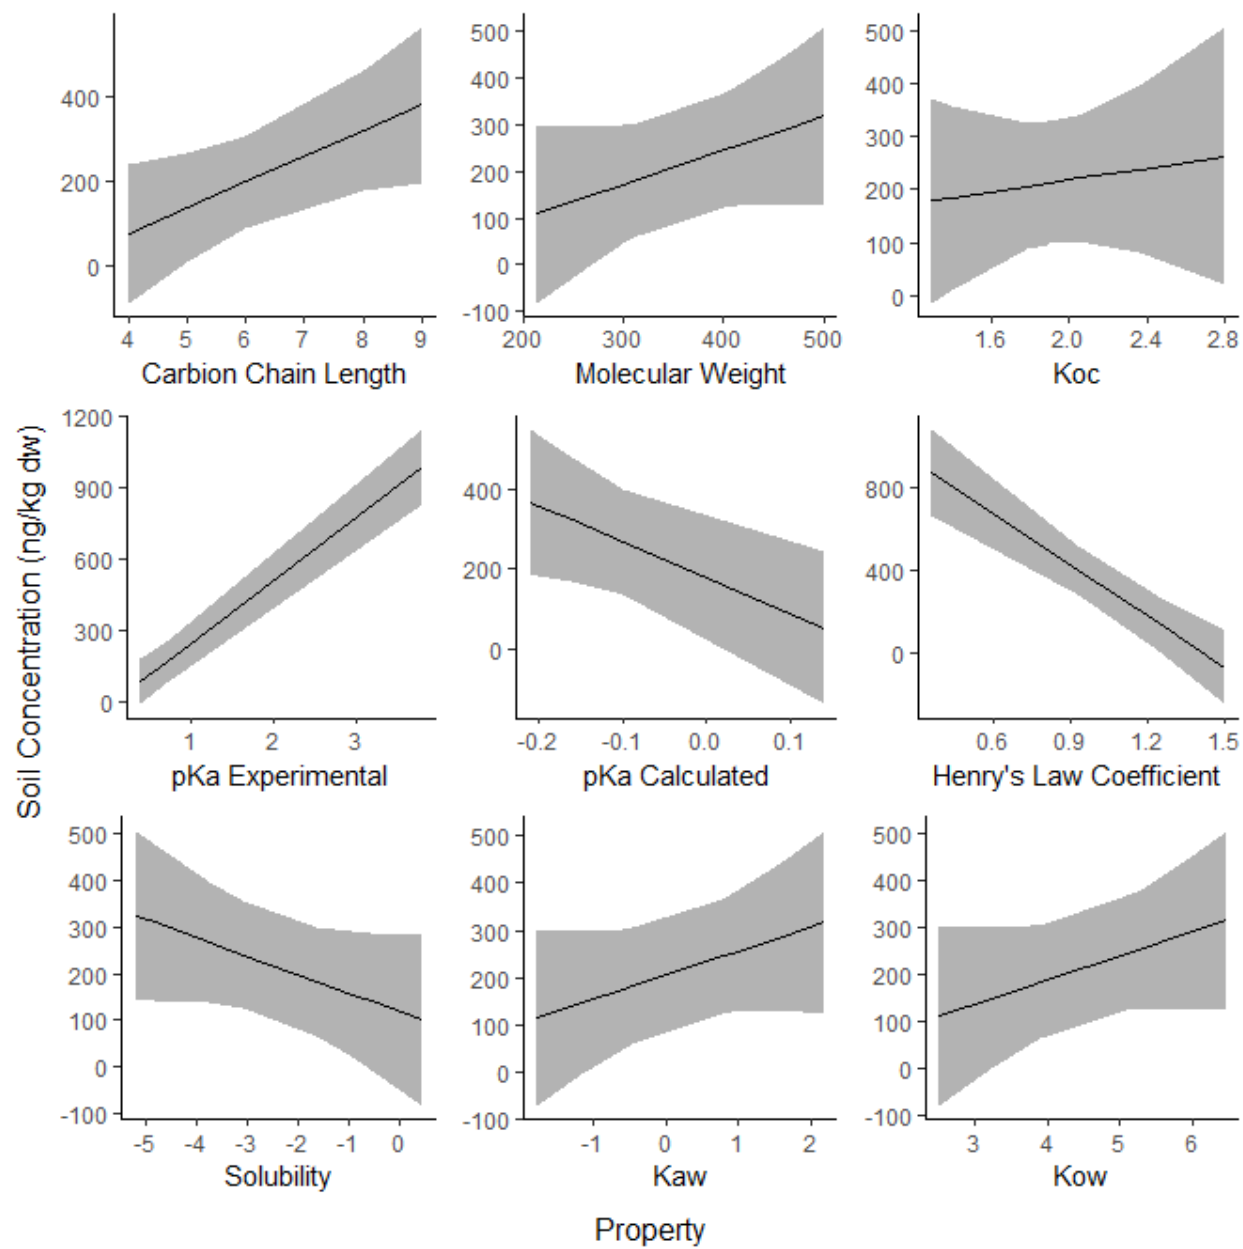 Soil Concentration (ng/kg dw)
400
200
0
4 5 6 7 8 9
Carbion Chain Length
500
400
300
200
100
0
-100
200 300 400 500
Molecular Weight
500
400
300
200
100
0
1.6 2.0 2.4 2.8
Koc
1200
900
600
300
0
1 2 3
pKa Experimental
400
200
0
-0.2 -0.1 0.0 0.1
pKa Calculated
800
400
0
0.6 0.9 1.2 1.5
Henry's Law Coefficient
500
400
300
200
100
0
-100
-5 -4 -3 -2 -1 0
Solubility
500
400
300
200
100
0
-100
-1 0 1 2
Kaw
500
400
300
200
100
0
-100
3 4 5 6
Kow
Property